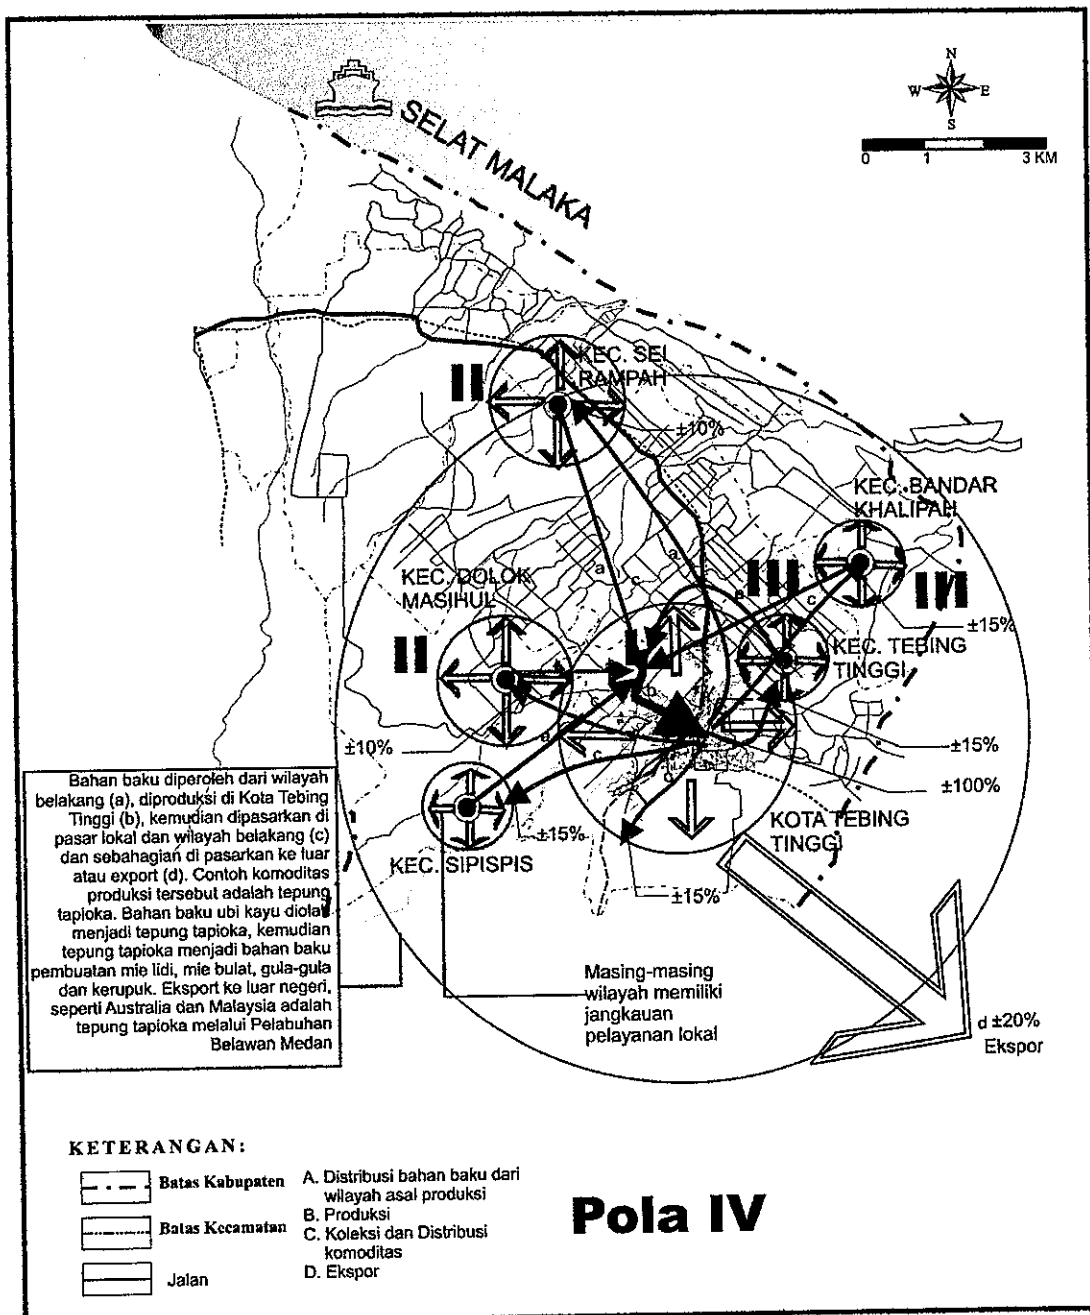 N
W E
S
0 1 3 KM
SELAT MALAKA
KEC. SEI
RAMPAH
II
±10%
KEC. BANDAR
KHALIPAH
a
a
c
KEC. DOLOK
MASIHUL
III
e
c
III
±15%
II
KEC. TEBING
TINGGI
I
b
±10%
a
c
c
d
±15%
±100%
KOTA TEBING
TINGGI
±15%
KEC. SIPISPIS
±15%
Bahan baku diperoleh dari wilayah
belakang (a), diproduksi di Kota Tebing
Tinggi (b), kemudian dipasarkan di
pasar lokal dan wilayah belakang (c)
dan sebahagian di pasarkan ke luar
atau export (d). Contoh komoditas
produksi tersebut adalah tepung
tapioka. Bahan baku ubi kayu diolah
menjadi tepung tapioka, kemudian
tepung tapioka menjadi bahan baku
pembuatan mie lidi, mie bulat, gula-gula
dan kerupuk. Eksport ke luar negeri,
seperti Australia dan Malaysia adalah
tepung tapioka melalui Pelabuhan
Belawan Medan
Masing-masing
wilayah memiliki
jangkauan
pelayanan lokal
d ±20%
Ekspor
KETERANGAN:
Batas Kabupaten
Batas Kecamatan
Jalan
A. Distribusi bahan baku dari
wilayah asal produksi
B. Produksi
C. Koleksi dan Distribusi
komoditas
D. Ekspor
Pola IV